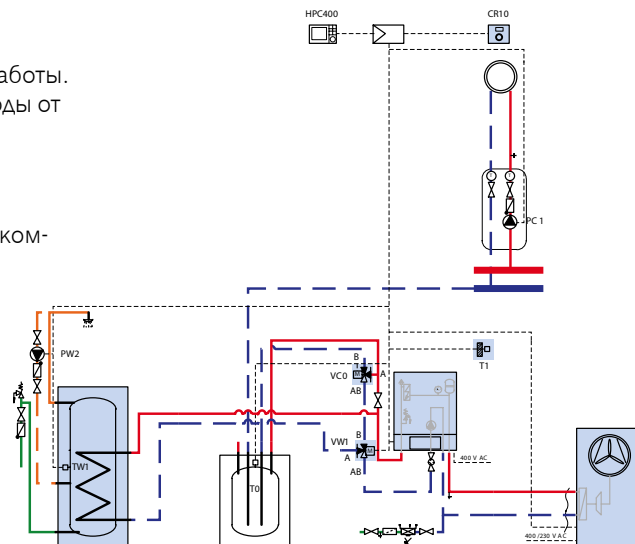 HPC400
CR10
аботы.
оды от
ком-
PC 1
PW2
B
VC0
A
AB
T1
B
VW1
A
AB
M
M
TW1
T0
400 V AC
400 /230 V AC